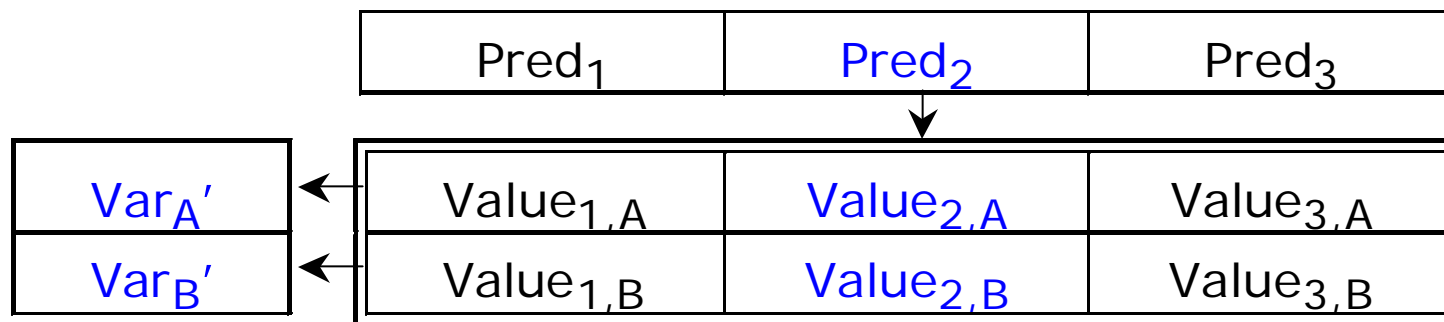 Pred1 Pred2 Pred3
VarA' Value1,A Value2,A Value3,A
VarB' Value1,B Value2,B Value3,B